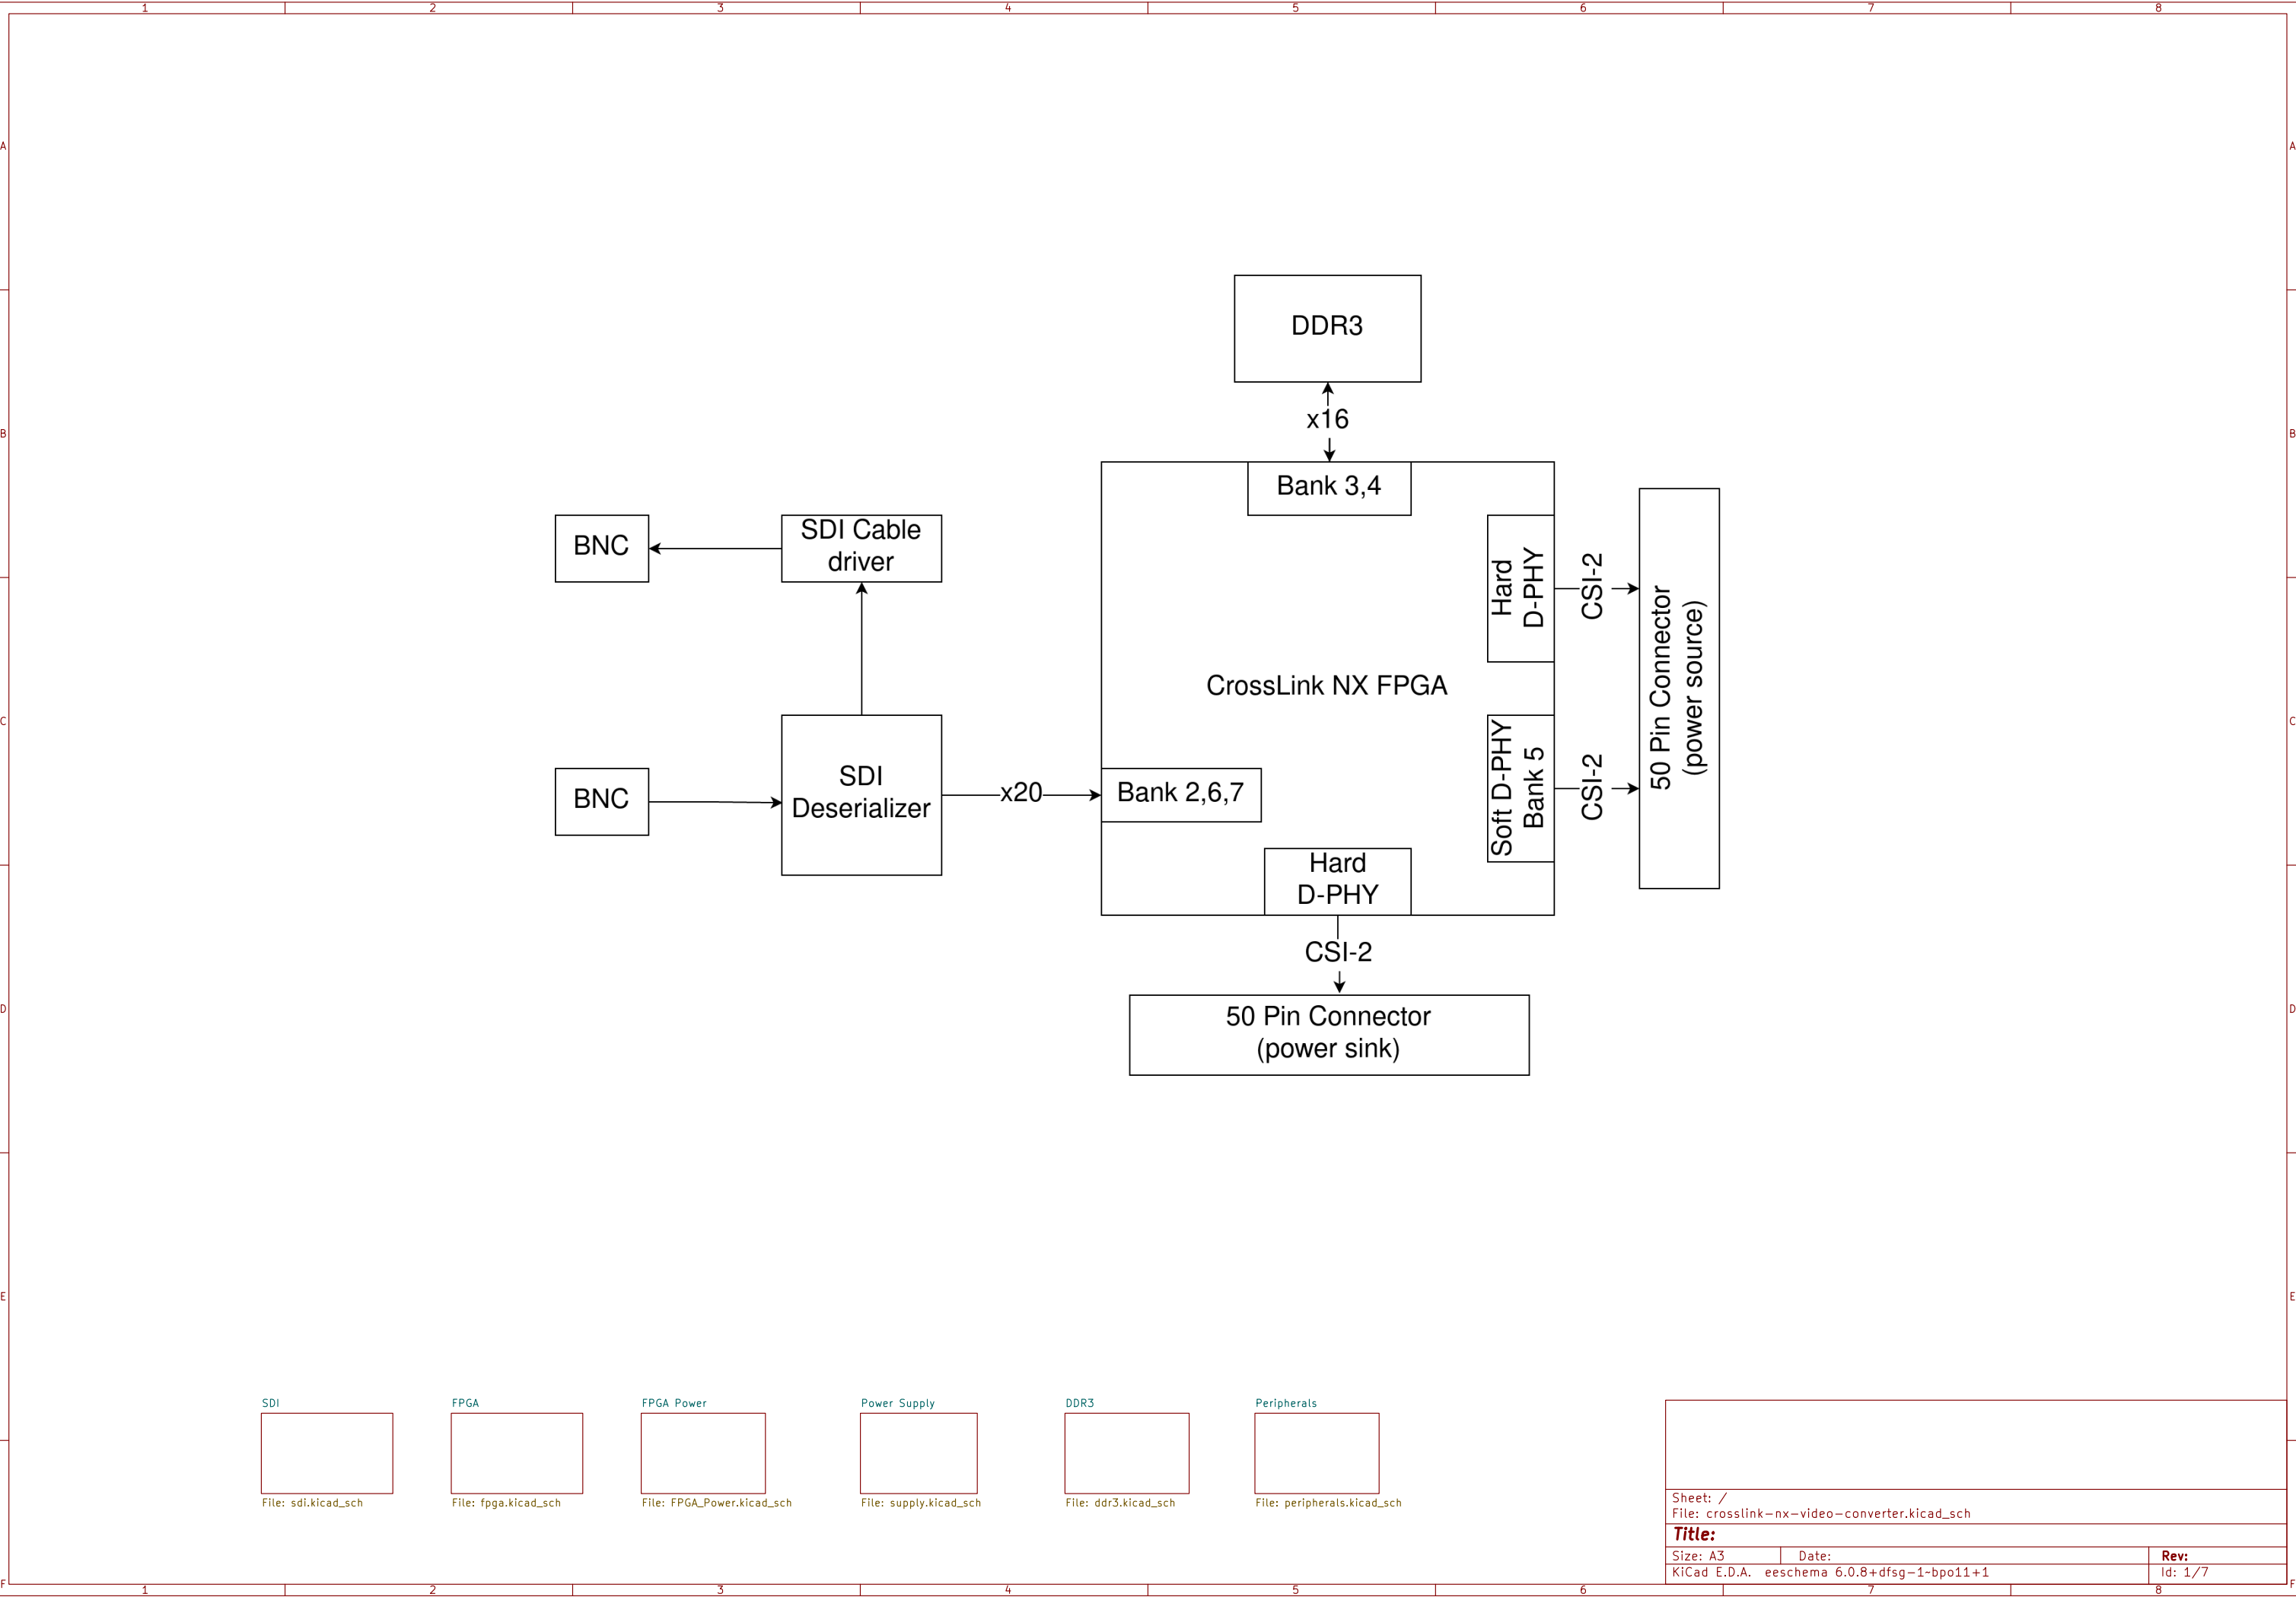 1 2 3 4 5 6 7 8
A A
B B
C C
D D
E E
F F
DDR3
x16
Bank 3,4
BNC
SDI Cable
driver
Hard
D-PHY
CSI-2
50 Pin Connector
(power source)
CrossLink NX FPGA
BNC
SDI
Deserializer
x20
Bank 2,6,7
Soft D-PHY
Bank 5
CSI-2
Hard
D-PHY
CSI-2
50 Pin Connector
(power sink)
SDI
File: sdi.kicad_sch
FPGA
File: fpga.kicad_sch
FPGA Power
File: FPGA_Power.kicad_sch
Power Supply
File: supply.kicad_sch
DDR3
File: ddr3.kicad_sch
Peripherals
File: peripherals.kicad_sch
Sheet: /
File: crosslink-nx-video-converter.kicad_sch
Title:
Size: A3 Date: Rev:
KiCad E.D.A. eeschema 6.0.8+dfsg-1~bpo11+1 Id: 1/7
1 2 3 4 5 6 7 8